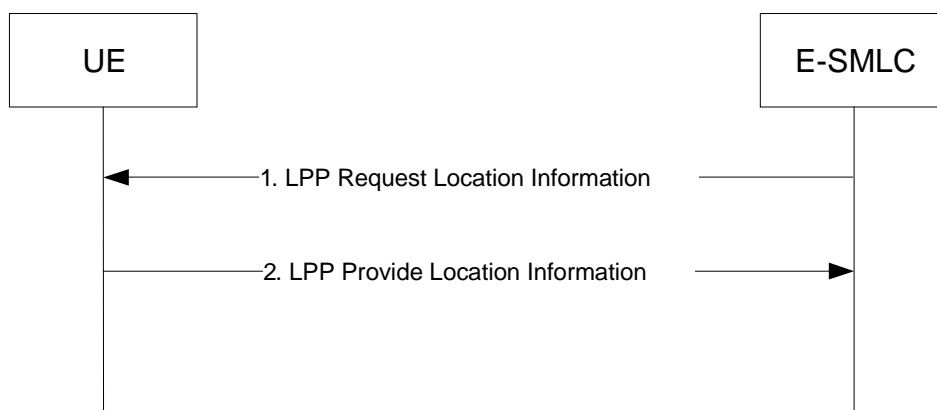 UE
E-SMLC
1. LPP Request Location Information
2. LPP Provide Location Information